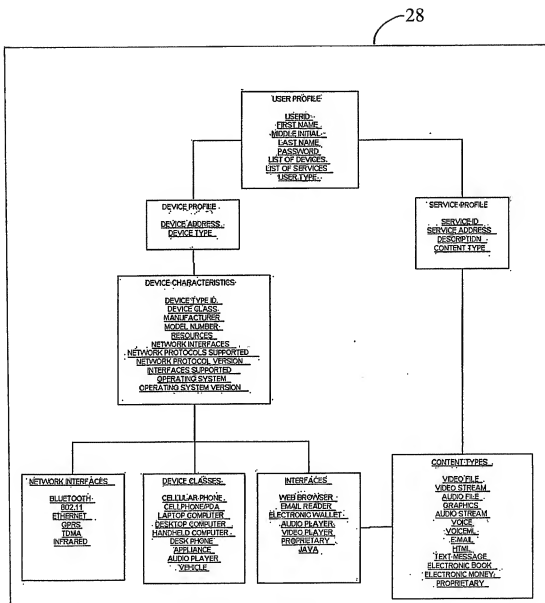 28
USER PROFILE
USERID
FIRST NAME
MIDDLE INITIAL
LAST NAME
PASSWORD
LIST OF DEVICES
LIST OF SERVICES
USER TYPE
DEVICE PROFILE
DEVICE ADDRESS
DEVICE TYPE
SERVICE PROFILE
SERVICE ID
SERVICE ADDRESS
DESCRIPTION
CONTENT TYPE
DEVICE CHARACTERISTICS
DEVICE TYPE ID
DEVICE CLASS
MANUFACTURER
MODEL NUMBER
RESOURCES
NETWORK INTERFACES
NETWORK PROTOCOLS SUPPORTED
NETWORK PROTOCOL VERSION
INTERFACES SUPPORTED
OPERATING SYSTEM
OPERATING SYSTEM VERSION
NETWORK INTERFACES
BLUETOOTH
802.11
ETHERNET
GPRS
TDMA
INFRARED
DEVICE CLASSES
CELLULAR PHONE
CELLPHONE/PDA
LAPTOP COMPUTER
DESKTOP COMPUTER
HANDHELD COMPUTER
DESK PHONE
APPLIANCE
AUDIO PLAYER
VEHICLE
INTERFACES
WEB BROWSER
EMAIL READER
ELECTRONIC WALLET
AUDIO PLAYER
VIDEO PLAYER
PROPRIETARY
JAVA
CONTENT TYPES
VIDEO FILE
VIDEO STREAM
AUDIO FILE
GRAPHICS
AUDIO STREAM
VOICE
VOICEML
E-MAIL
HTML
TEXT-MESSAGE
ELECTRONIC BOOK
ELECTRONIC MONEY
PROPRIETARY